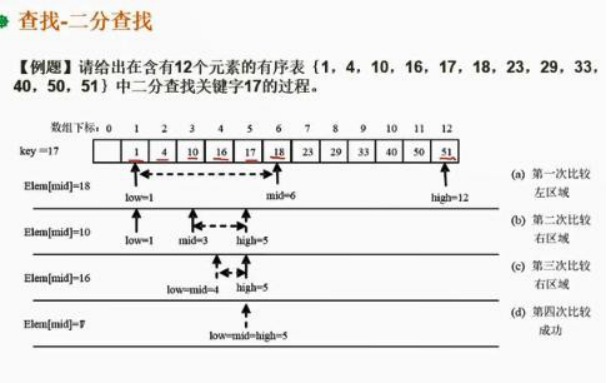 查找-二分查找
【例题】请给出在含有12个元素的有序表{1，4，10，16，17，18，23，29，33，
40，50，51}中二分查找关键字17的过程。
数组下标： 0 1 2 3 4 5 6 7 8 9 10 11 12
key =17 1 4 10 16 17 18 23 29 33 40 50 51
Elem[mid]=18 low=1 mid=6 high=12
(a) 第一次比较
左区域
Elem[mid]=10 low=1 mid=3 high=5
(b) 第二次比较
右区域
Elem[mid]=16 low=mid=4 high=5
(c) 第三次比较
右区域
Elem[mid]=17 low=mid=high=5
(d) 第四次比较
成功